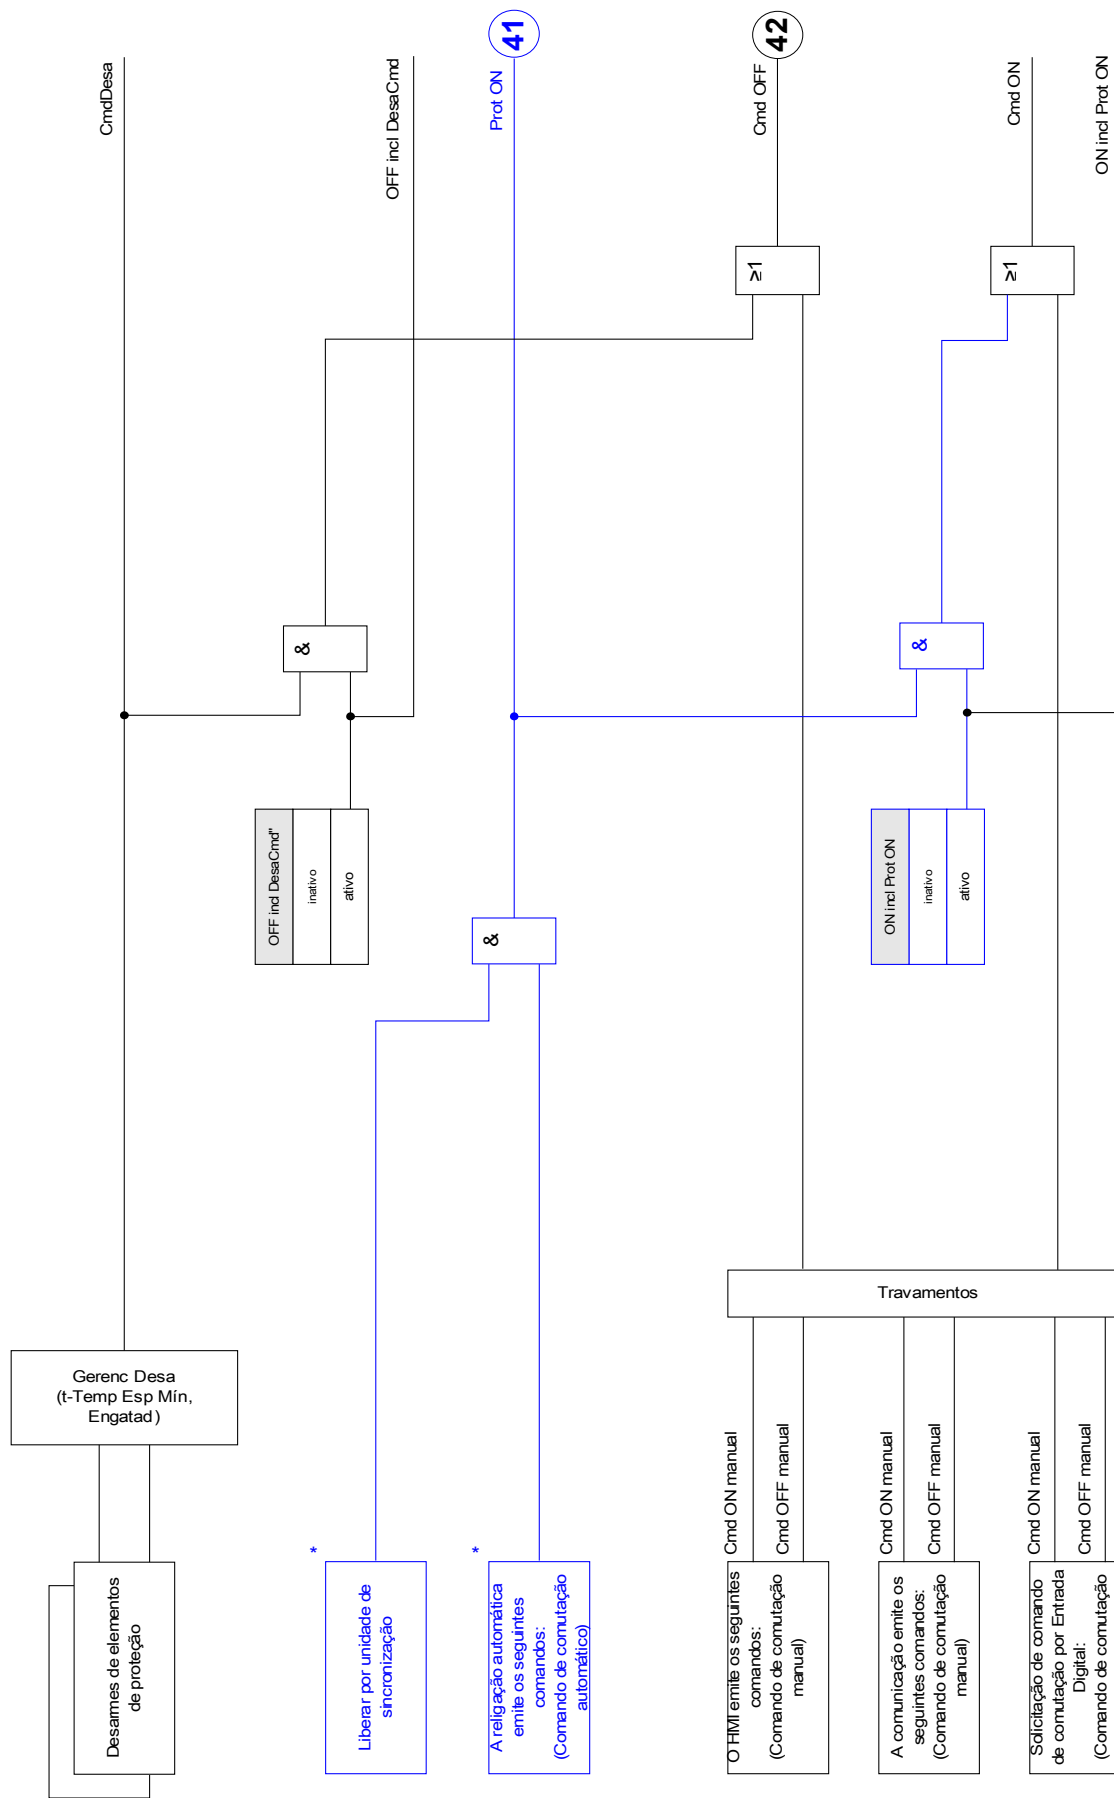 Desarmes de elementos
de proteção
Gerenc Desa
(t-Temp Esp Mín,
Engatad)
CmdDesa
OFF incl DesaCmd"
inativo
ativo
&
OFF incl DesaCmd
*
Liberar por unidade de
sincronização
*
A religação automática
emite os seguintes
comandos:
(Comando de comutação
automático)
&
Prot ON
41
O HMI emite os seguintes
comandos:
(Comando de comutação
manual)
Cmd ON manual
Cmd OFF manual
≥1
Cmd OFF
42
A comunicação emite os
seguintes comandos:
(Comando de comutação
manual)
Cmd ON manual
Cmd OFF manual
Travamentos
ON incl Prot ON
inativo
ativo
&
Solicitação de comando
de comutação por Entrada
Digital:
(Comando de comutação
Cmd ON manual
Cmd OFF manual
≥1
Cmd ON
ON incl Prot ON